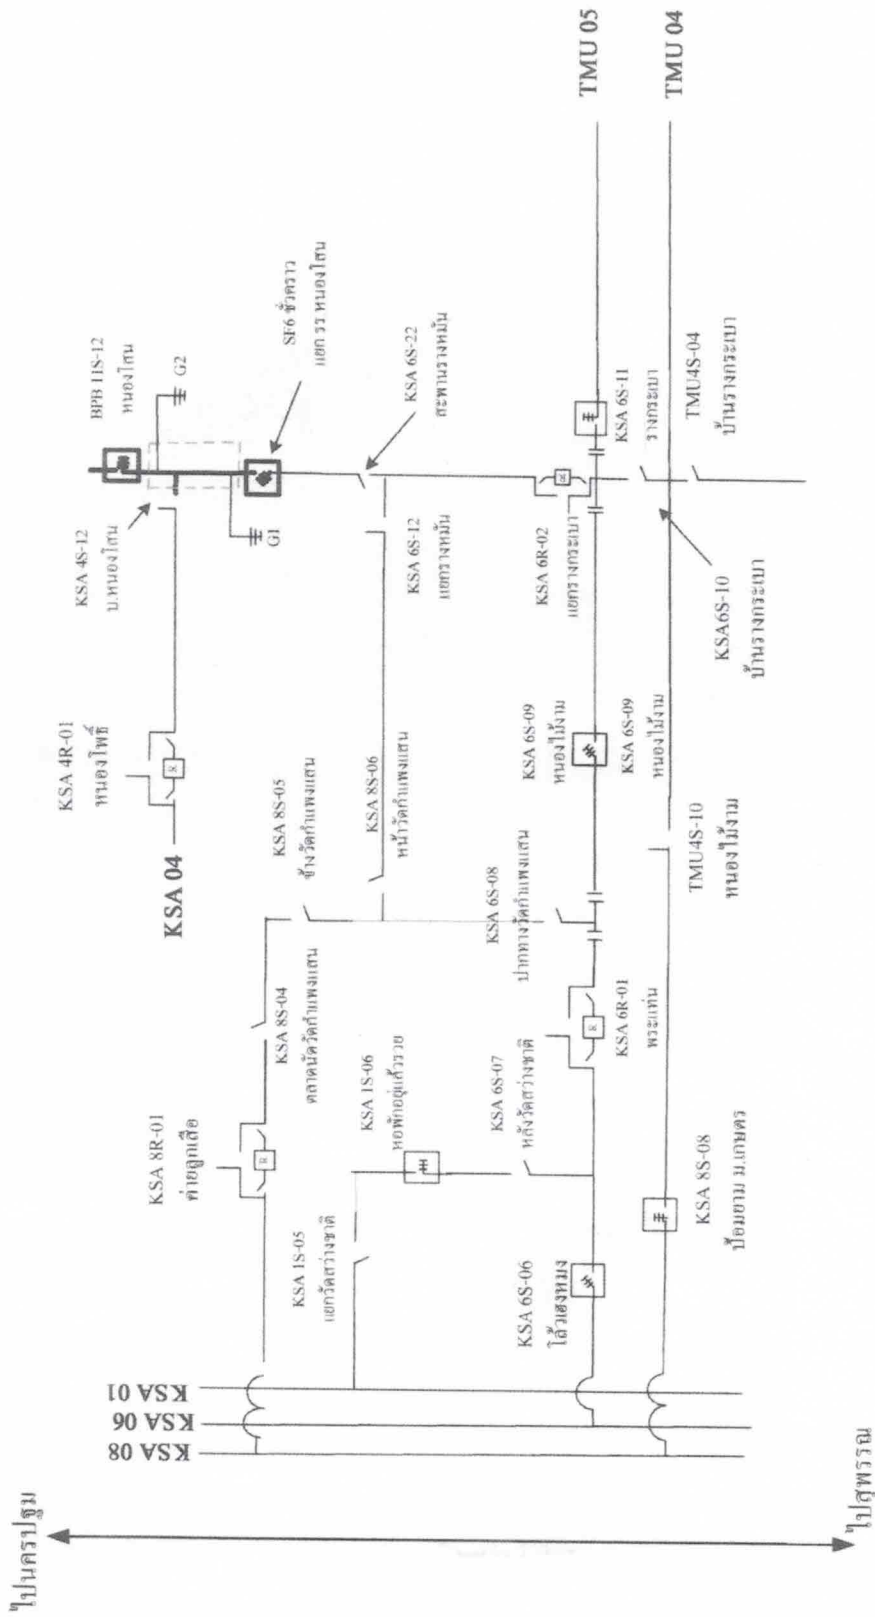 ไปนครปฐม
ไปสุพรรณ
KSA 08
KSA 06
KSA 01
KSA 8R-01
ค่ายลูกเสือ
KSA 1S-05
แยกวัดสว่างชาติ
KSA 8S-04
ตลาดนัดวัดกำแพงแสน
KSA 1S-06
หอพักอยู่แล้วรวย
KSA 6S-07
หลังวัดสว่างชาติ
KSA 6S-06
โล้วเฮงหมง
KSA 8S-08
ป้อมยาม ม.เกษตร
KSA 6R-01
พระแท่น
R
R
KSA 04
KSA 4R-01
หนองโพธิ์
R
KSA 8S-05
ข้างวัดกำแพงแสน
KSA 8S-06
หน้าวัดกำแพงแสน
KSA 6S-08
ปากทางวัดกำแพงแสน
KSA 6S-09
หนองไม้งาม
KSA 6S-09
หนองไม้งาม
TMU4S-10
หนองไม้งาม
KSA 4S-12
บ.หนองโสน
G1
KSA 6S-12
แยกรางหมัน
KSA 6R-02
แยกรางกระเบา
R
KSA6S-10
บ้านรางกระเบา
BPB 11S-12
หนองโสน
G2
SF6 ชั่วคราว
แยก รร หนองโสน
KSA 6S-22
สะพานรางหมัน
KSA 6S-11
รางกระเบา
TMU4S-04
บ้านรางกระเบา
TMU 05
TMU 04